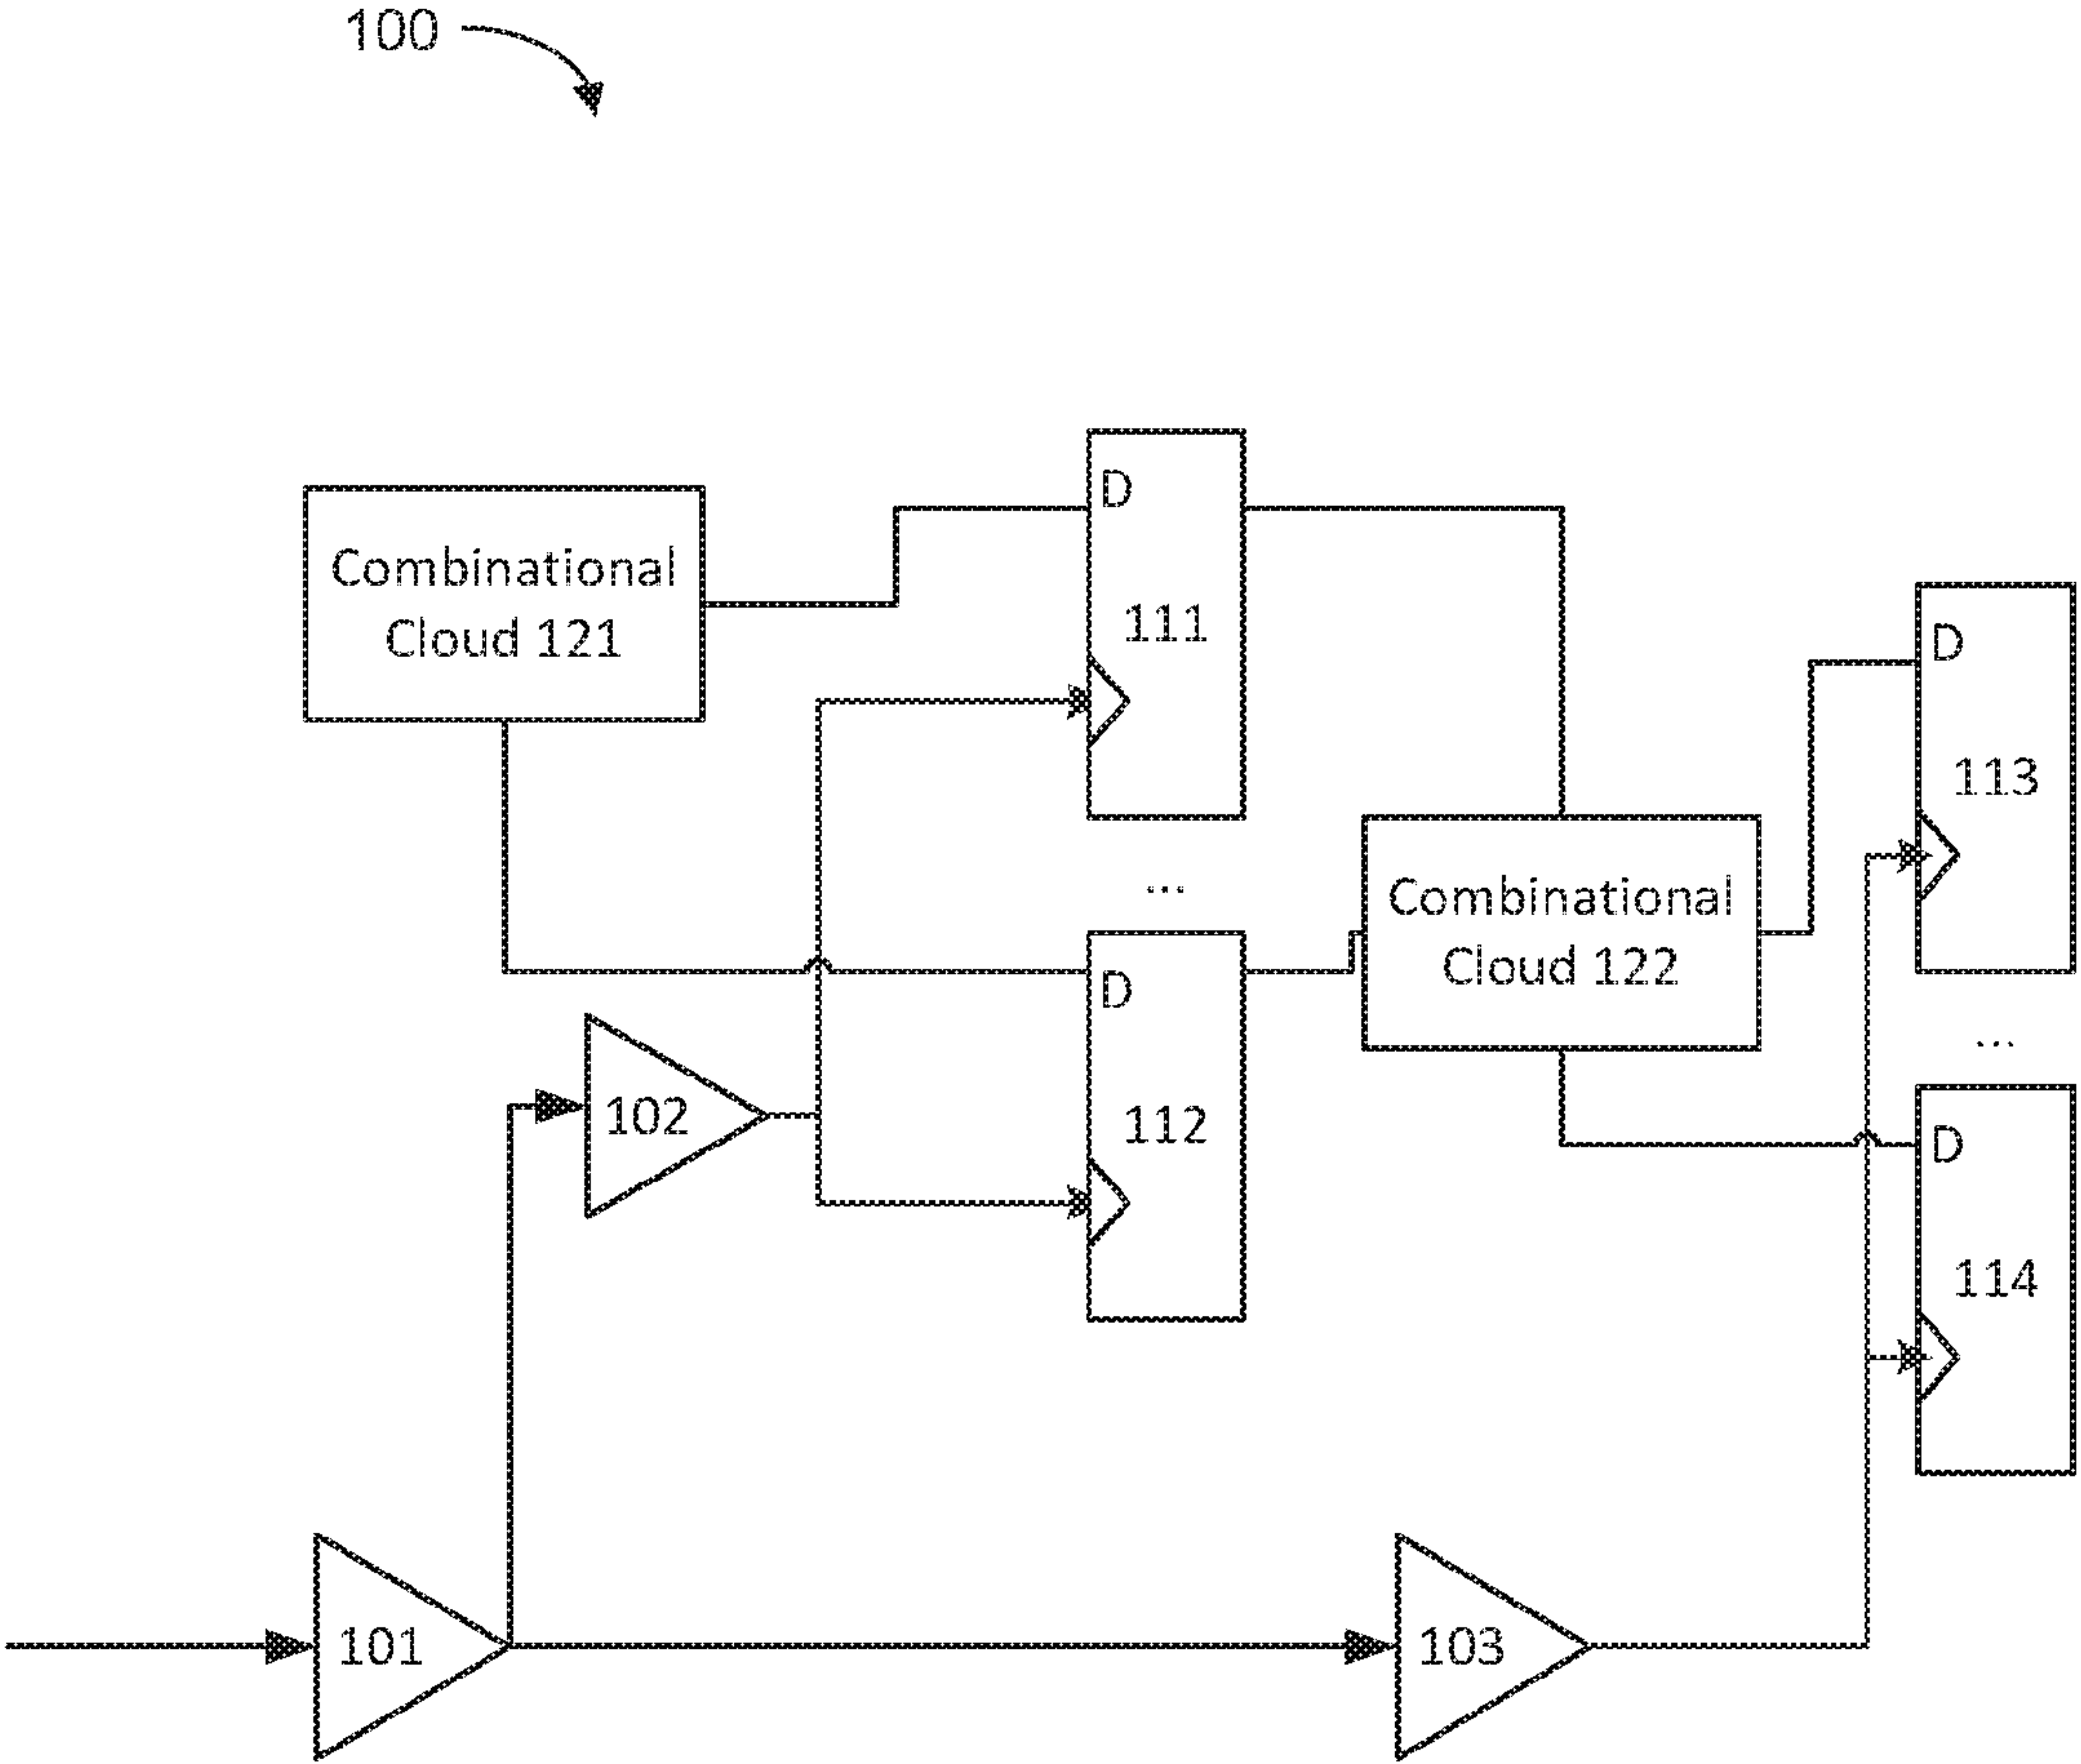 100
D
Combinational
Cloud 121
111
D
113
...
Combinational
Cloud 122
D
...
102
112
D
114
101
103